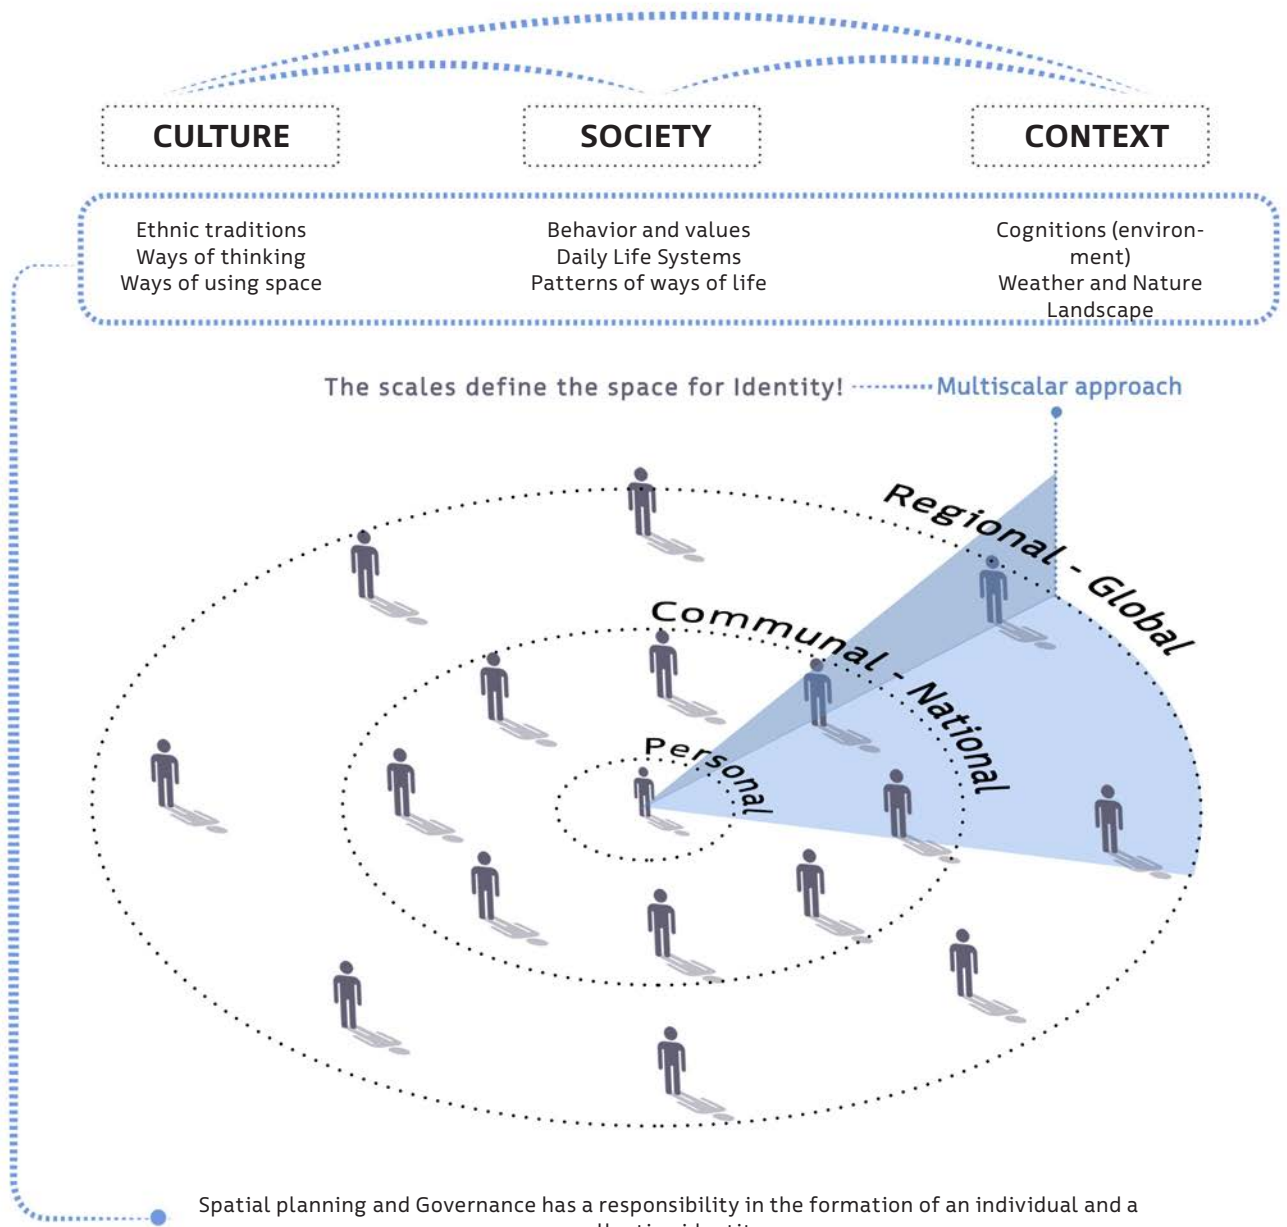 CULTURE
SOCIETY
CONTEXT
Ethnic traditions
Ways of thinking
Ways of using space
Behavior and values
Daily Life Systems
Patterns of ways of life
Cognitions (environ-
ment)
Weather and Nature
Landscape
The scales define the space for Identity!
Multiscalar approach
Regional - Global
Communal - National
Personal
Spatial planning and Governance has a responsibility in the formation of an individual and a